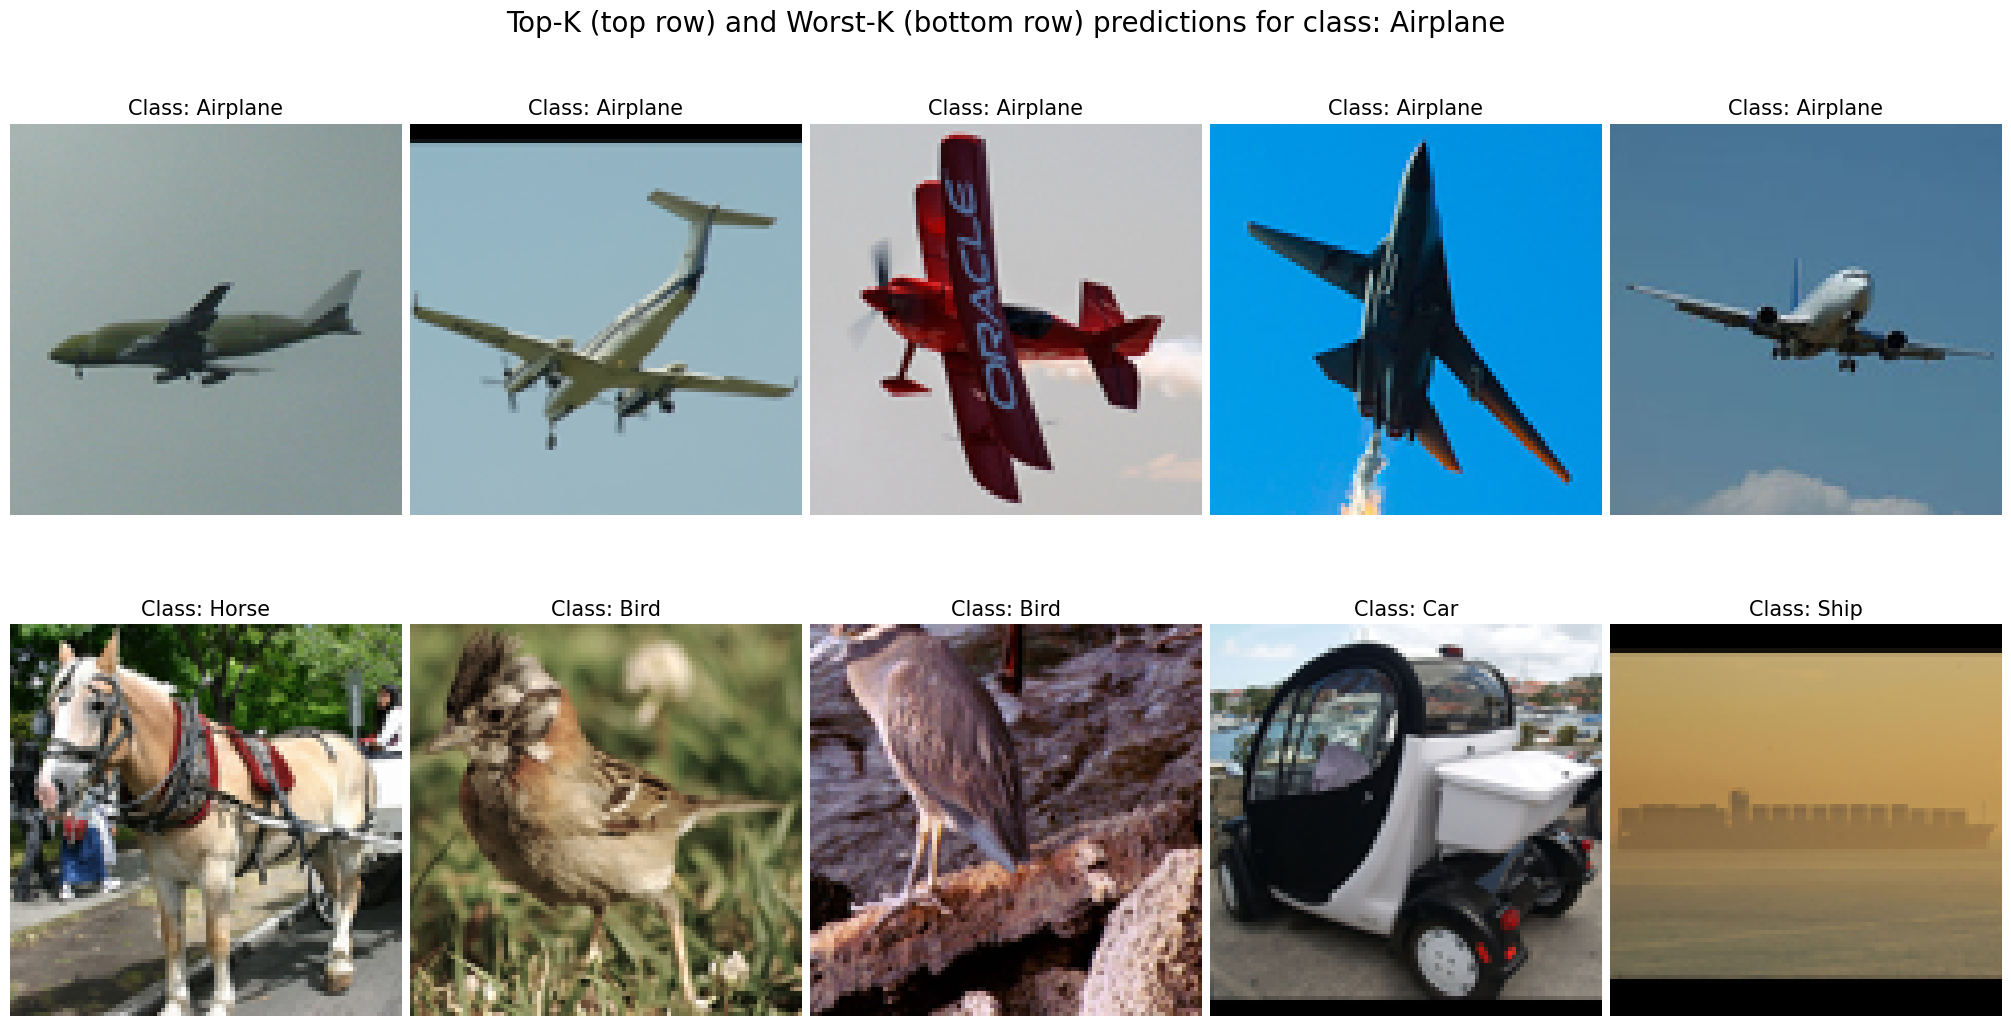 Top-K (top row) and Worst-K (bottom row) predictions for class: Airplane
Class: Airplane
Class: Airplane
Class: Airplane
Class: Airplane
Class: Airplane
ORACLE
Class: Horse
Class: Bird
Class: Bird
Class: Car
Class: Ship